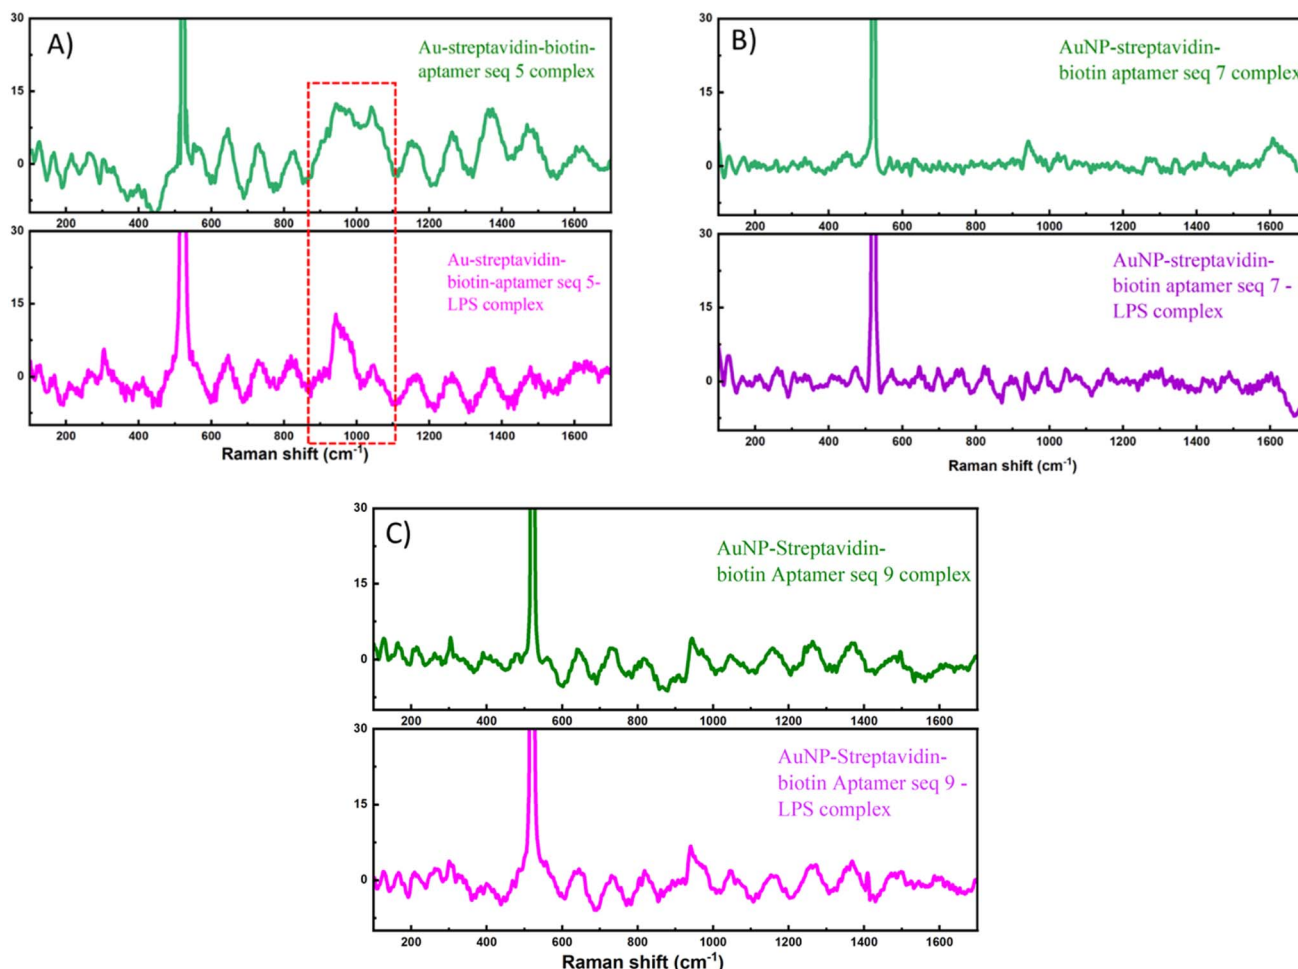 A)
30
15
0
Au-streptavidin-biotin-
aptamer seq 5 complex
200 400 600 800 1000 1200 1400 1600
30
15
0
Au-streptavidin-
biotin-aptamer seq 5-
LPS complex
200 400 600 800 1000 1200 1400 1600
Raman shift (cm⁻¹)
B)
30
15
0
AuNP-streptavidin-
biotin aptamer seq 7 complex
200 400 600 800 1000 1200 1400 1600
30
15
0
AuNP-streptavidin-
biotin aptamer seq 7 -
LPS complex
200 400 600 800 1000 1200 1400 1600
Raman shift (cm⁻¹)
C)
30
15
0
AuNP-Streptavidin-
biotin Aptamer seq 9 complex
200 400 600 800 1000 1200 1400 1600
30
15
0
AuNP-Streptavidin-
biotin Aptamer seq 9 -
LPS complex
200 400 600 800 1000 1200 1400 1600
Raman shift (cm⁻¹)